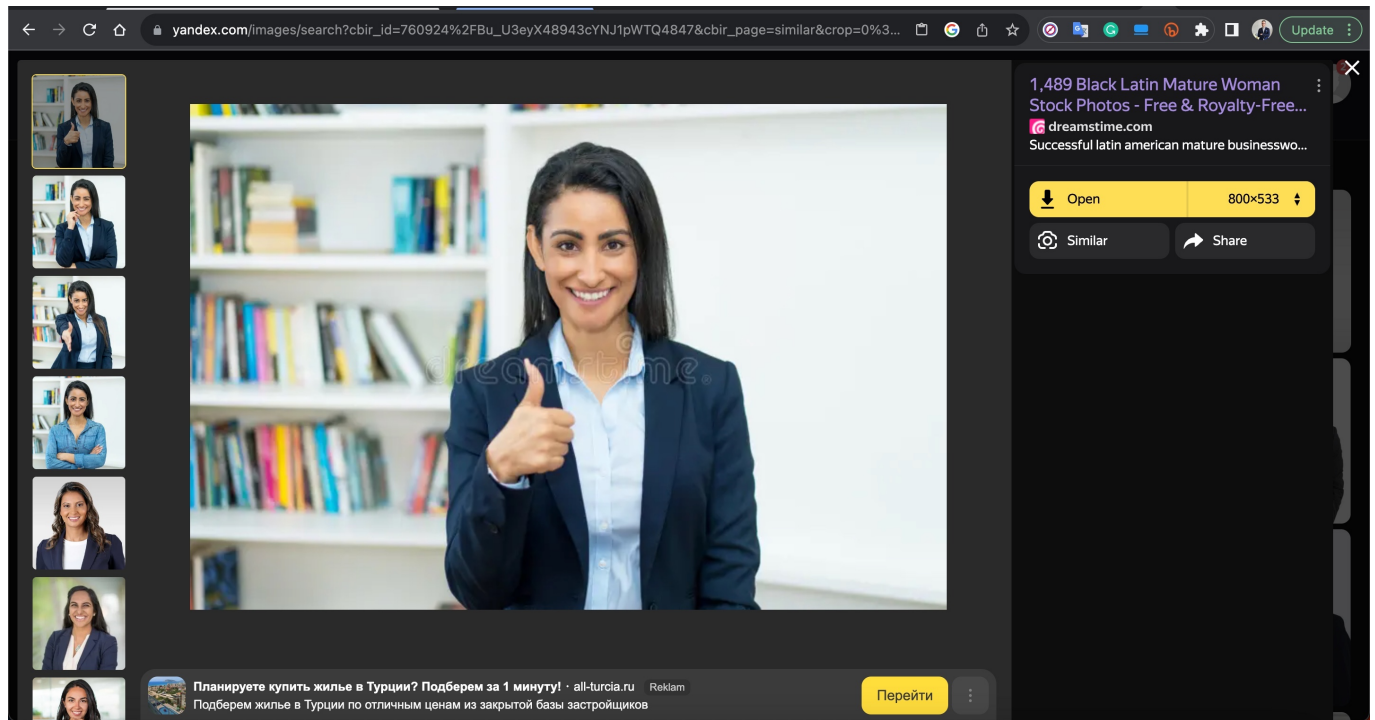 yandex.com/images/search?cbir_id=760924%2FBu_U3eyX48943cYNJ1pWTQ4847&cbir_page=similar&crop=0%3...
Update
1,489 Black Latin Mature Woman
Stock Photos - Free & Royalty-Free...
dreamstime.com
Successful latin american mature businesswo...
Open 800×533
Similar Share
dreamstime.
Планируете купить жилье в Турции? Подберем за 1 минуту! · all-turcia.ru Reklam
Подберем жилье в Турции по отличным ценам из закрытой базы застройщиков
Перейти